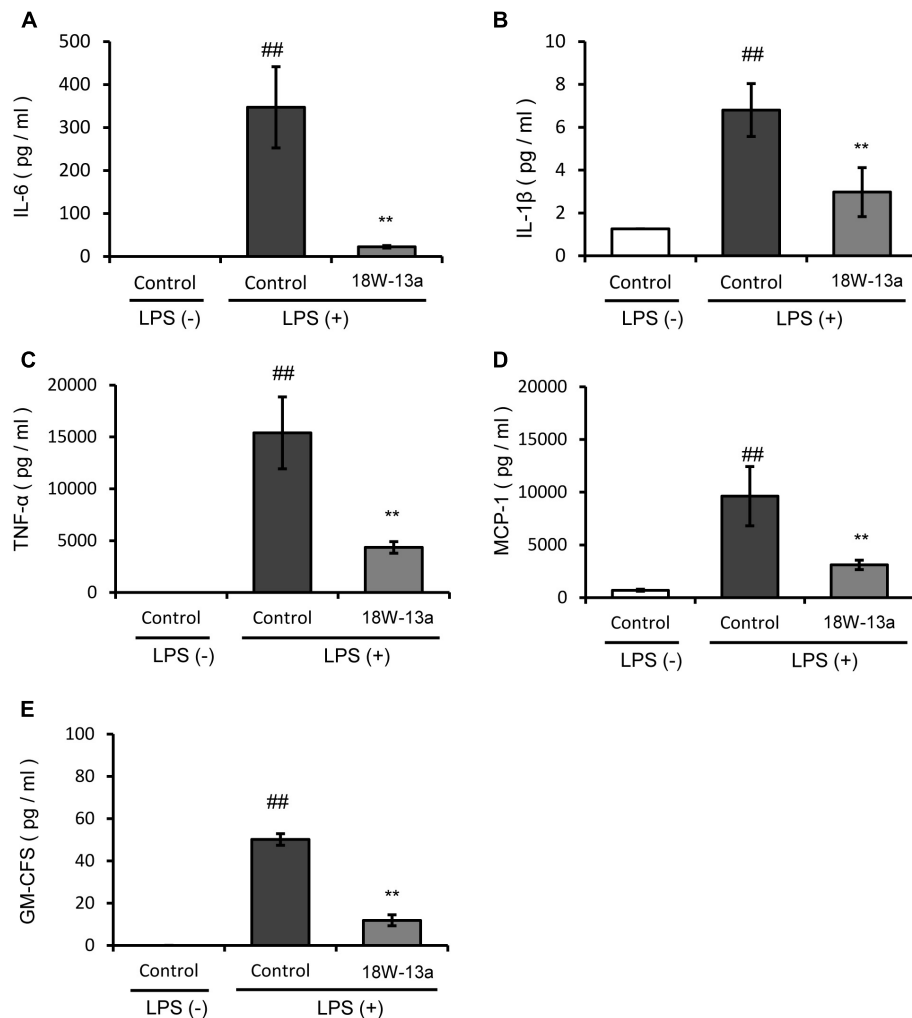 A
IL-6 ( pg / ml )
500
400
300
200
100
0
##
**
Control Control 18W-13a
LPS (-) LPS (+)
B
IL-1β ( pg / ml )
10
8
6
4
2
0
##
**
Control Control 18W-13a
LPS (-) LPS (+)
C
TNF-α ( pg / ml )
20000
15000
10000
5000
0
##
**
Control Control 18W-13a
LPS (-) LPS (+)
D
MCP-1 ( pg / ml )
20000
15000
10000
5000
0
##
**
Control Control 18W-13a
LPS (-) LPS (+)
E
GM-CFS ( pg / ml )
100
80
60
40
20
0
##
**
Control Control 18W-13a
LPS (-) LPS (+)